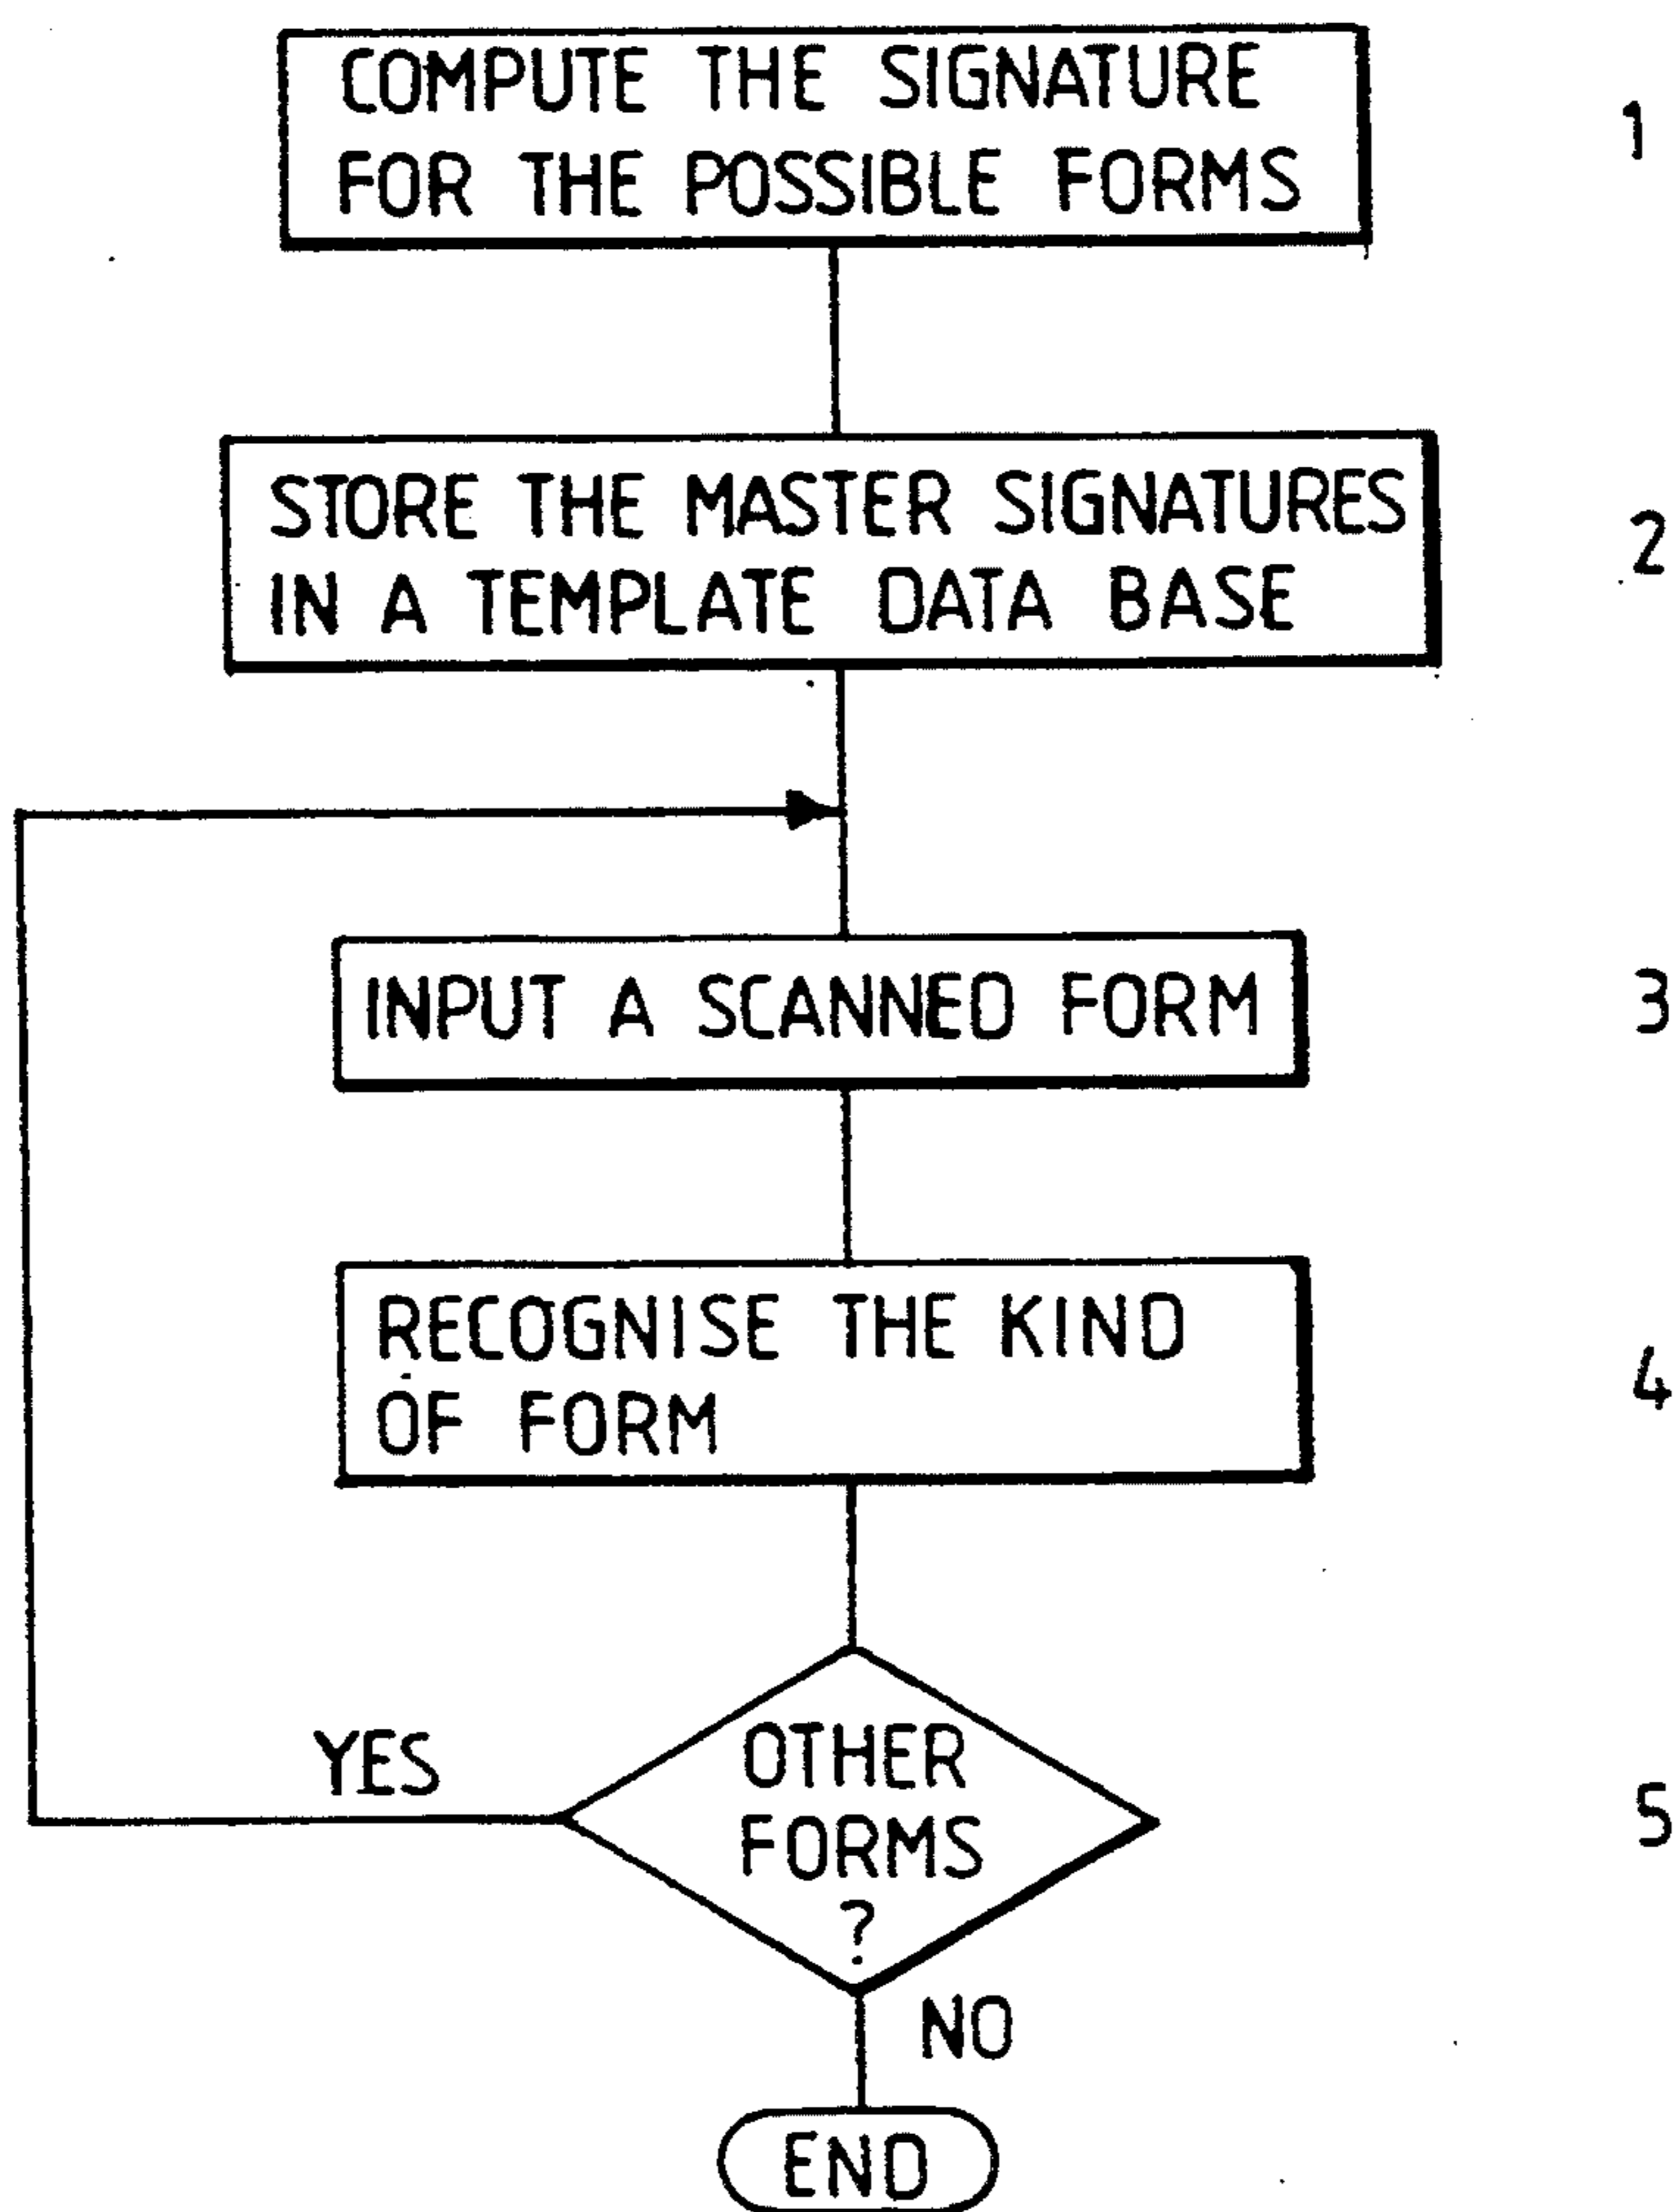 COMPUTE THE SIGNATURE
FOR THE POSSIBLE FORMS
1
STORE THE MASTER SIGNATURES
IN A TEMPLATE DATA BASE
2
INPUT A SCANNED FORM
3
RECOGNISE THE KIND
OF FORM
4
YES
OTHER
FORMS
?
5
NO
END